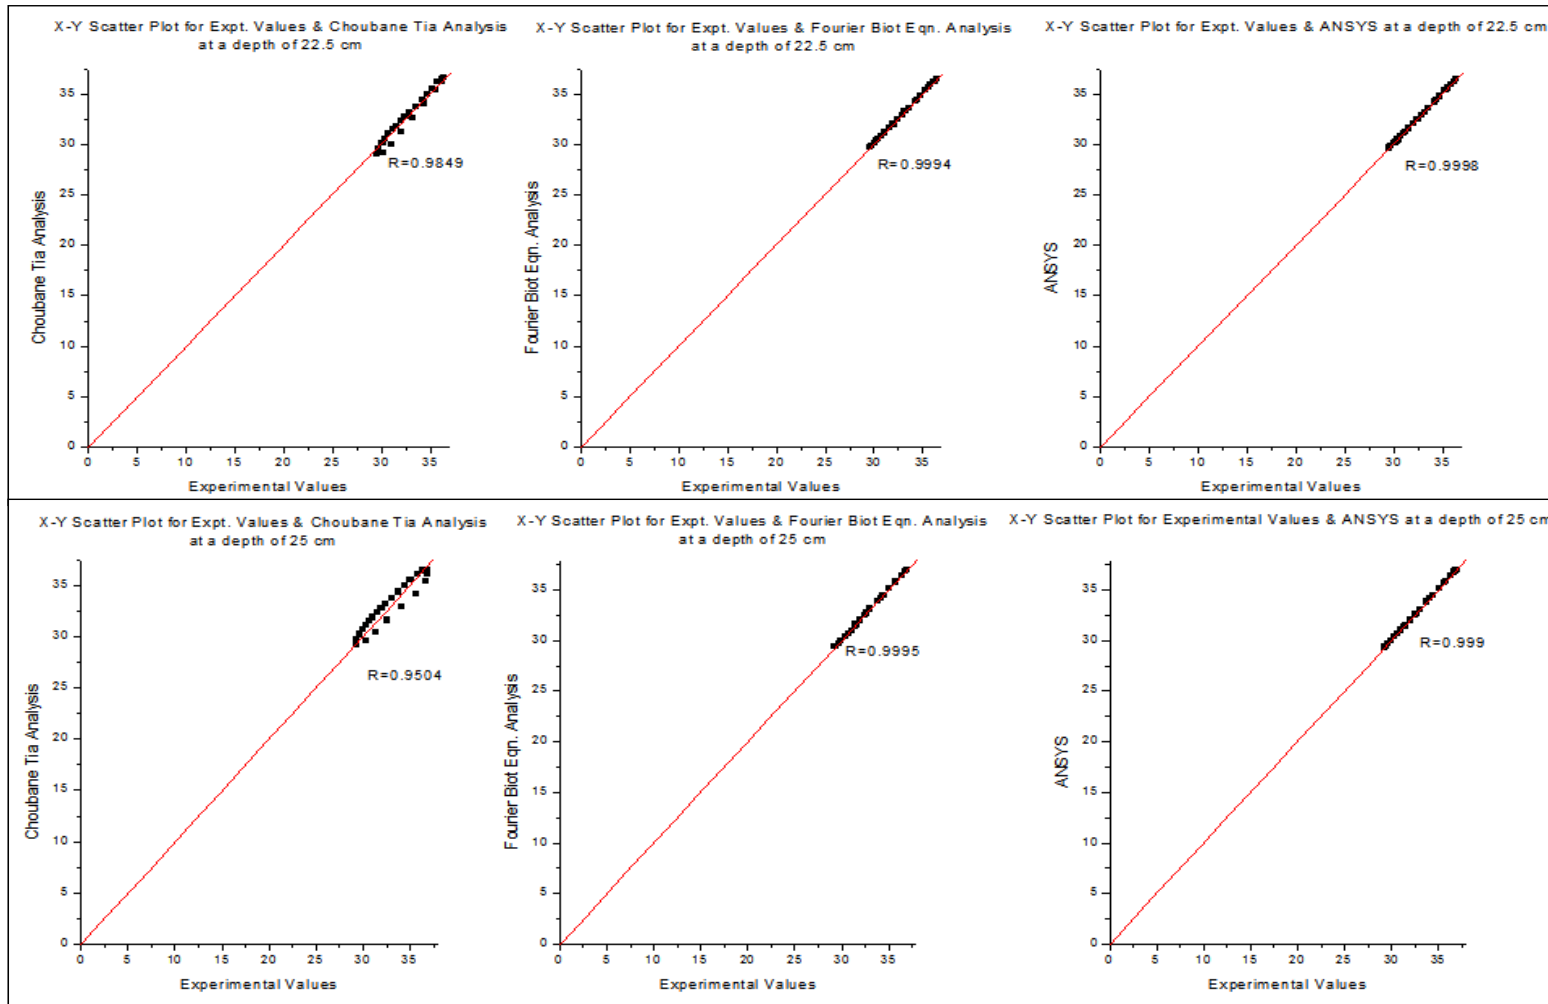 X-Y Scatter Plot for Expt. Values & Choubane Tia Analysis
at a depth of 22.5 cm
35
30
25
20
15
10
5
0
Choubane Tia Analysis
R=0.9849
0 5 10 15 20 25 30 35
Experimental Values
X-Y Scatter Plot for Expt. Values & Fourier Biot Eqn. Analysis
at a depth of 22.5 cm
35
30
25
20
15
10
5
0
Fourier Biot Eqn. Analysis
R=0.9994
0 5 10 15 20 25 30 35
Experimental Values
X-Y Scatter Plot for Expt. Values & ANSYS at a depth of 22.5 cm
35
30
25
20
15
10
5
0
ANSYS
R=0.9998
0 5 10 15 20 25 30 35
Experimental Values
X-Y Scatter Plot for Expt. Values & Choubane Tia Analysis
at a depth of 25 cm
35
30
25
20
15
10
5
0
Choubane Tia Analysis
R=0.9504
0 5 10 15 20 25 30 35
Experimental Values
X-Y Scatter Plot for Expt. Values & Fourier Biot Eqn. Analysis
at a depth of 25 cm
35
30
25
20
15
10
5
0
Fourier Biot Eqn. Analysis
R=0.9995
0 5 10 15 20 25 30 35
Experimental Values
X-Y Scatter Plot for Experimental Values & ANSYS at a depth of 25 cm
35
30
25
20
15
10
5
0
ANSYS
R=0.999
0 5 10 15 20 25 30 35
Experimental Values